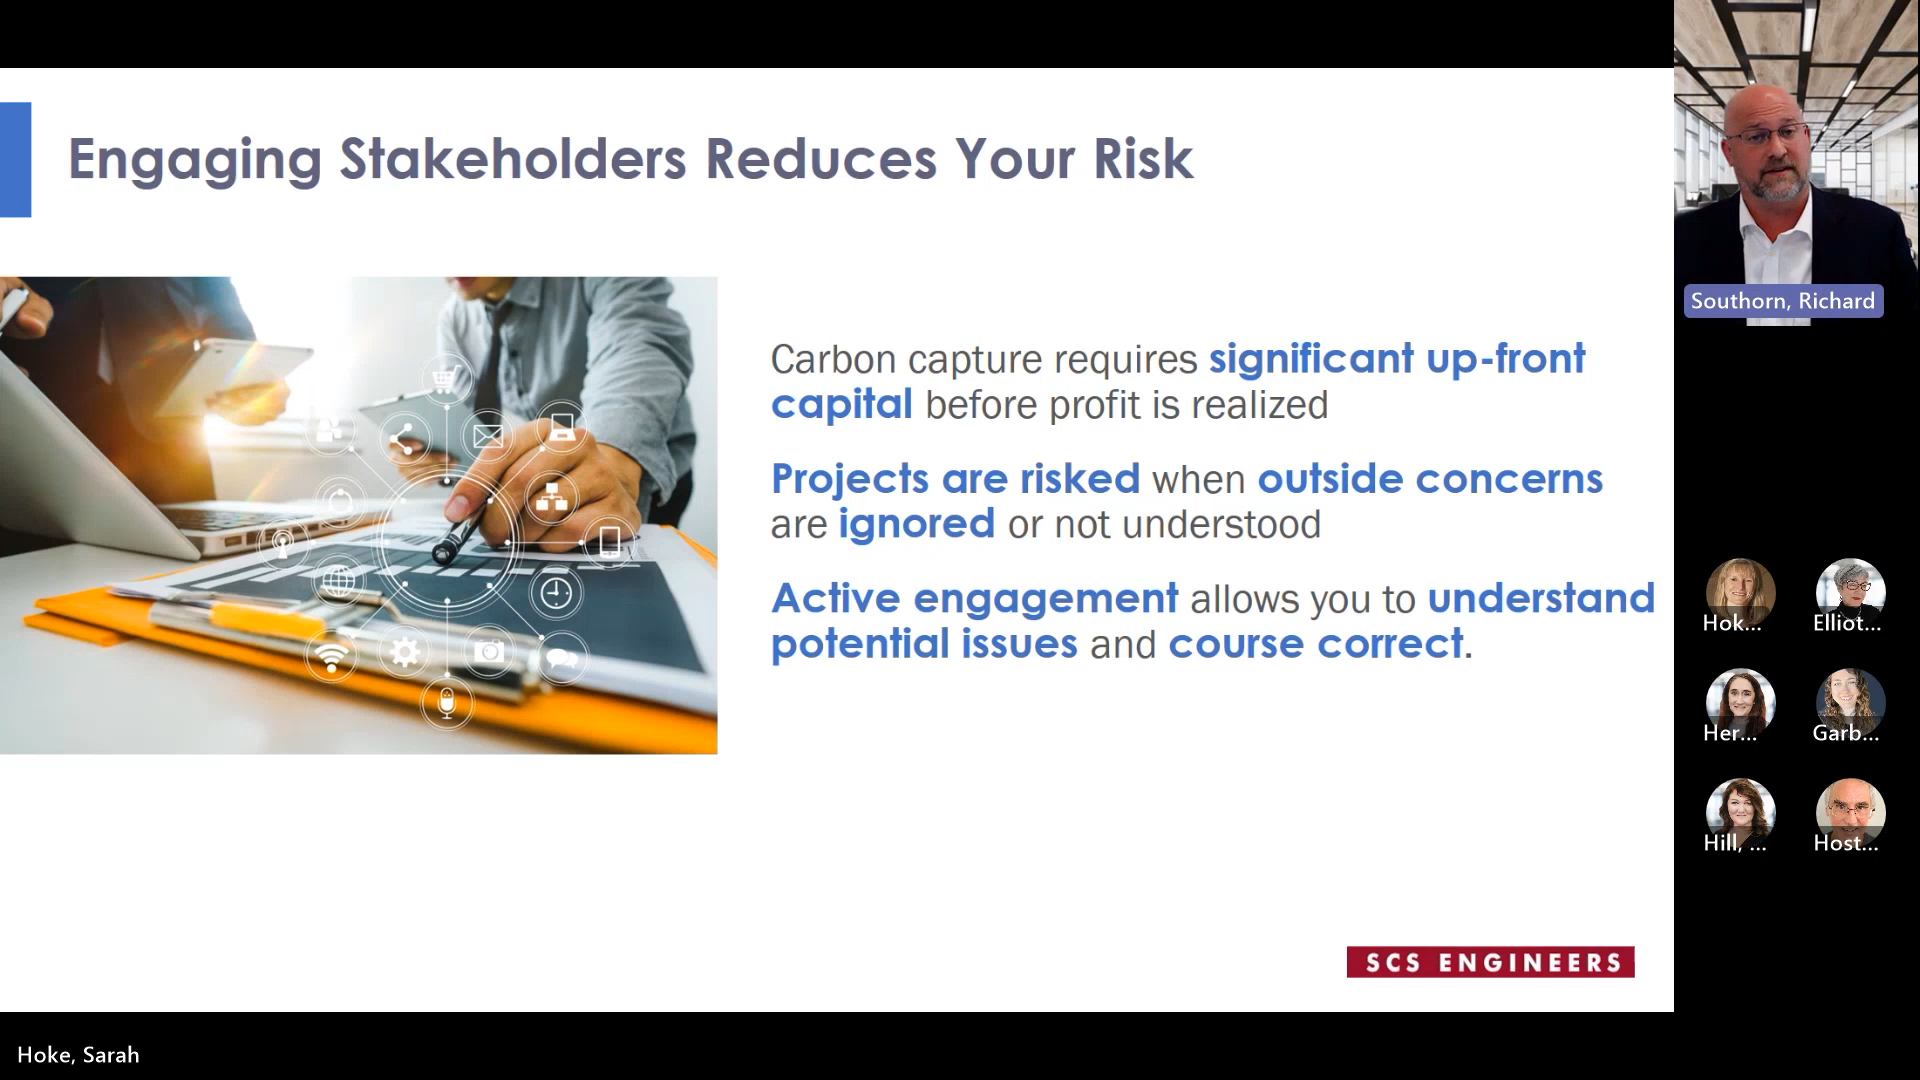 Engaging Stakeholders Reduces Your Risk
Carbon capture requires significant up-front
capital before profit is realized
Projects are risked when outside concerns
are ignored or not understood
Active engagement allows you to understand
potential issues and course correct.
SCS ENGINEERS
Southorn, Richard
Hok...
Elliot...
Her...
Garb...
Hill, ...
Host...
Hoke, Sarah